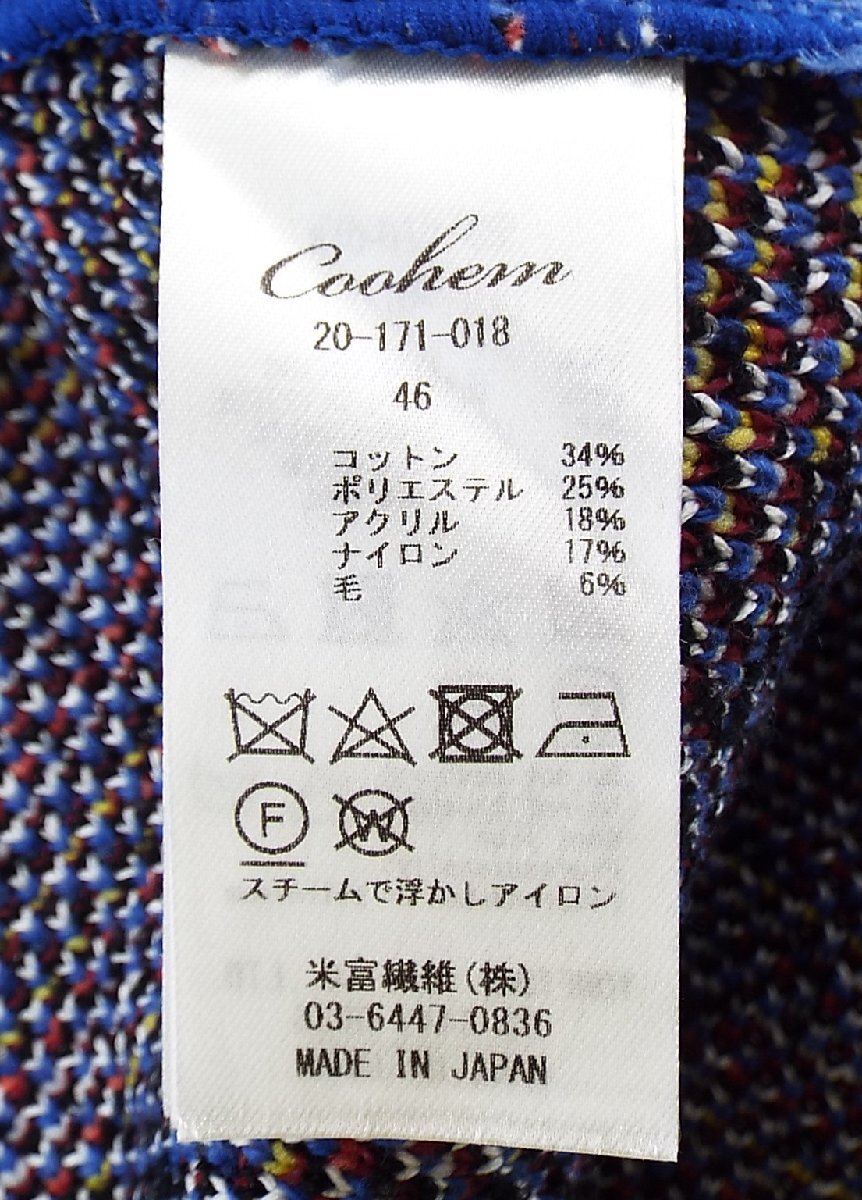 Coohem
20-171-018
46
コットン 34%
ポリエステル 25%
アクリル 18%
ナイロン 17%
毛 6%
F W
スチームで浮かしアイロン
米富繊維(株)
03-6447-0836
MADE IN JAPAN